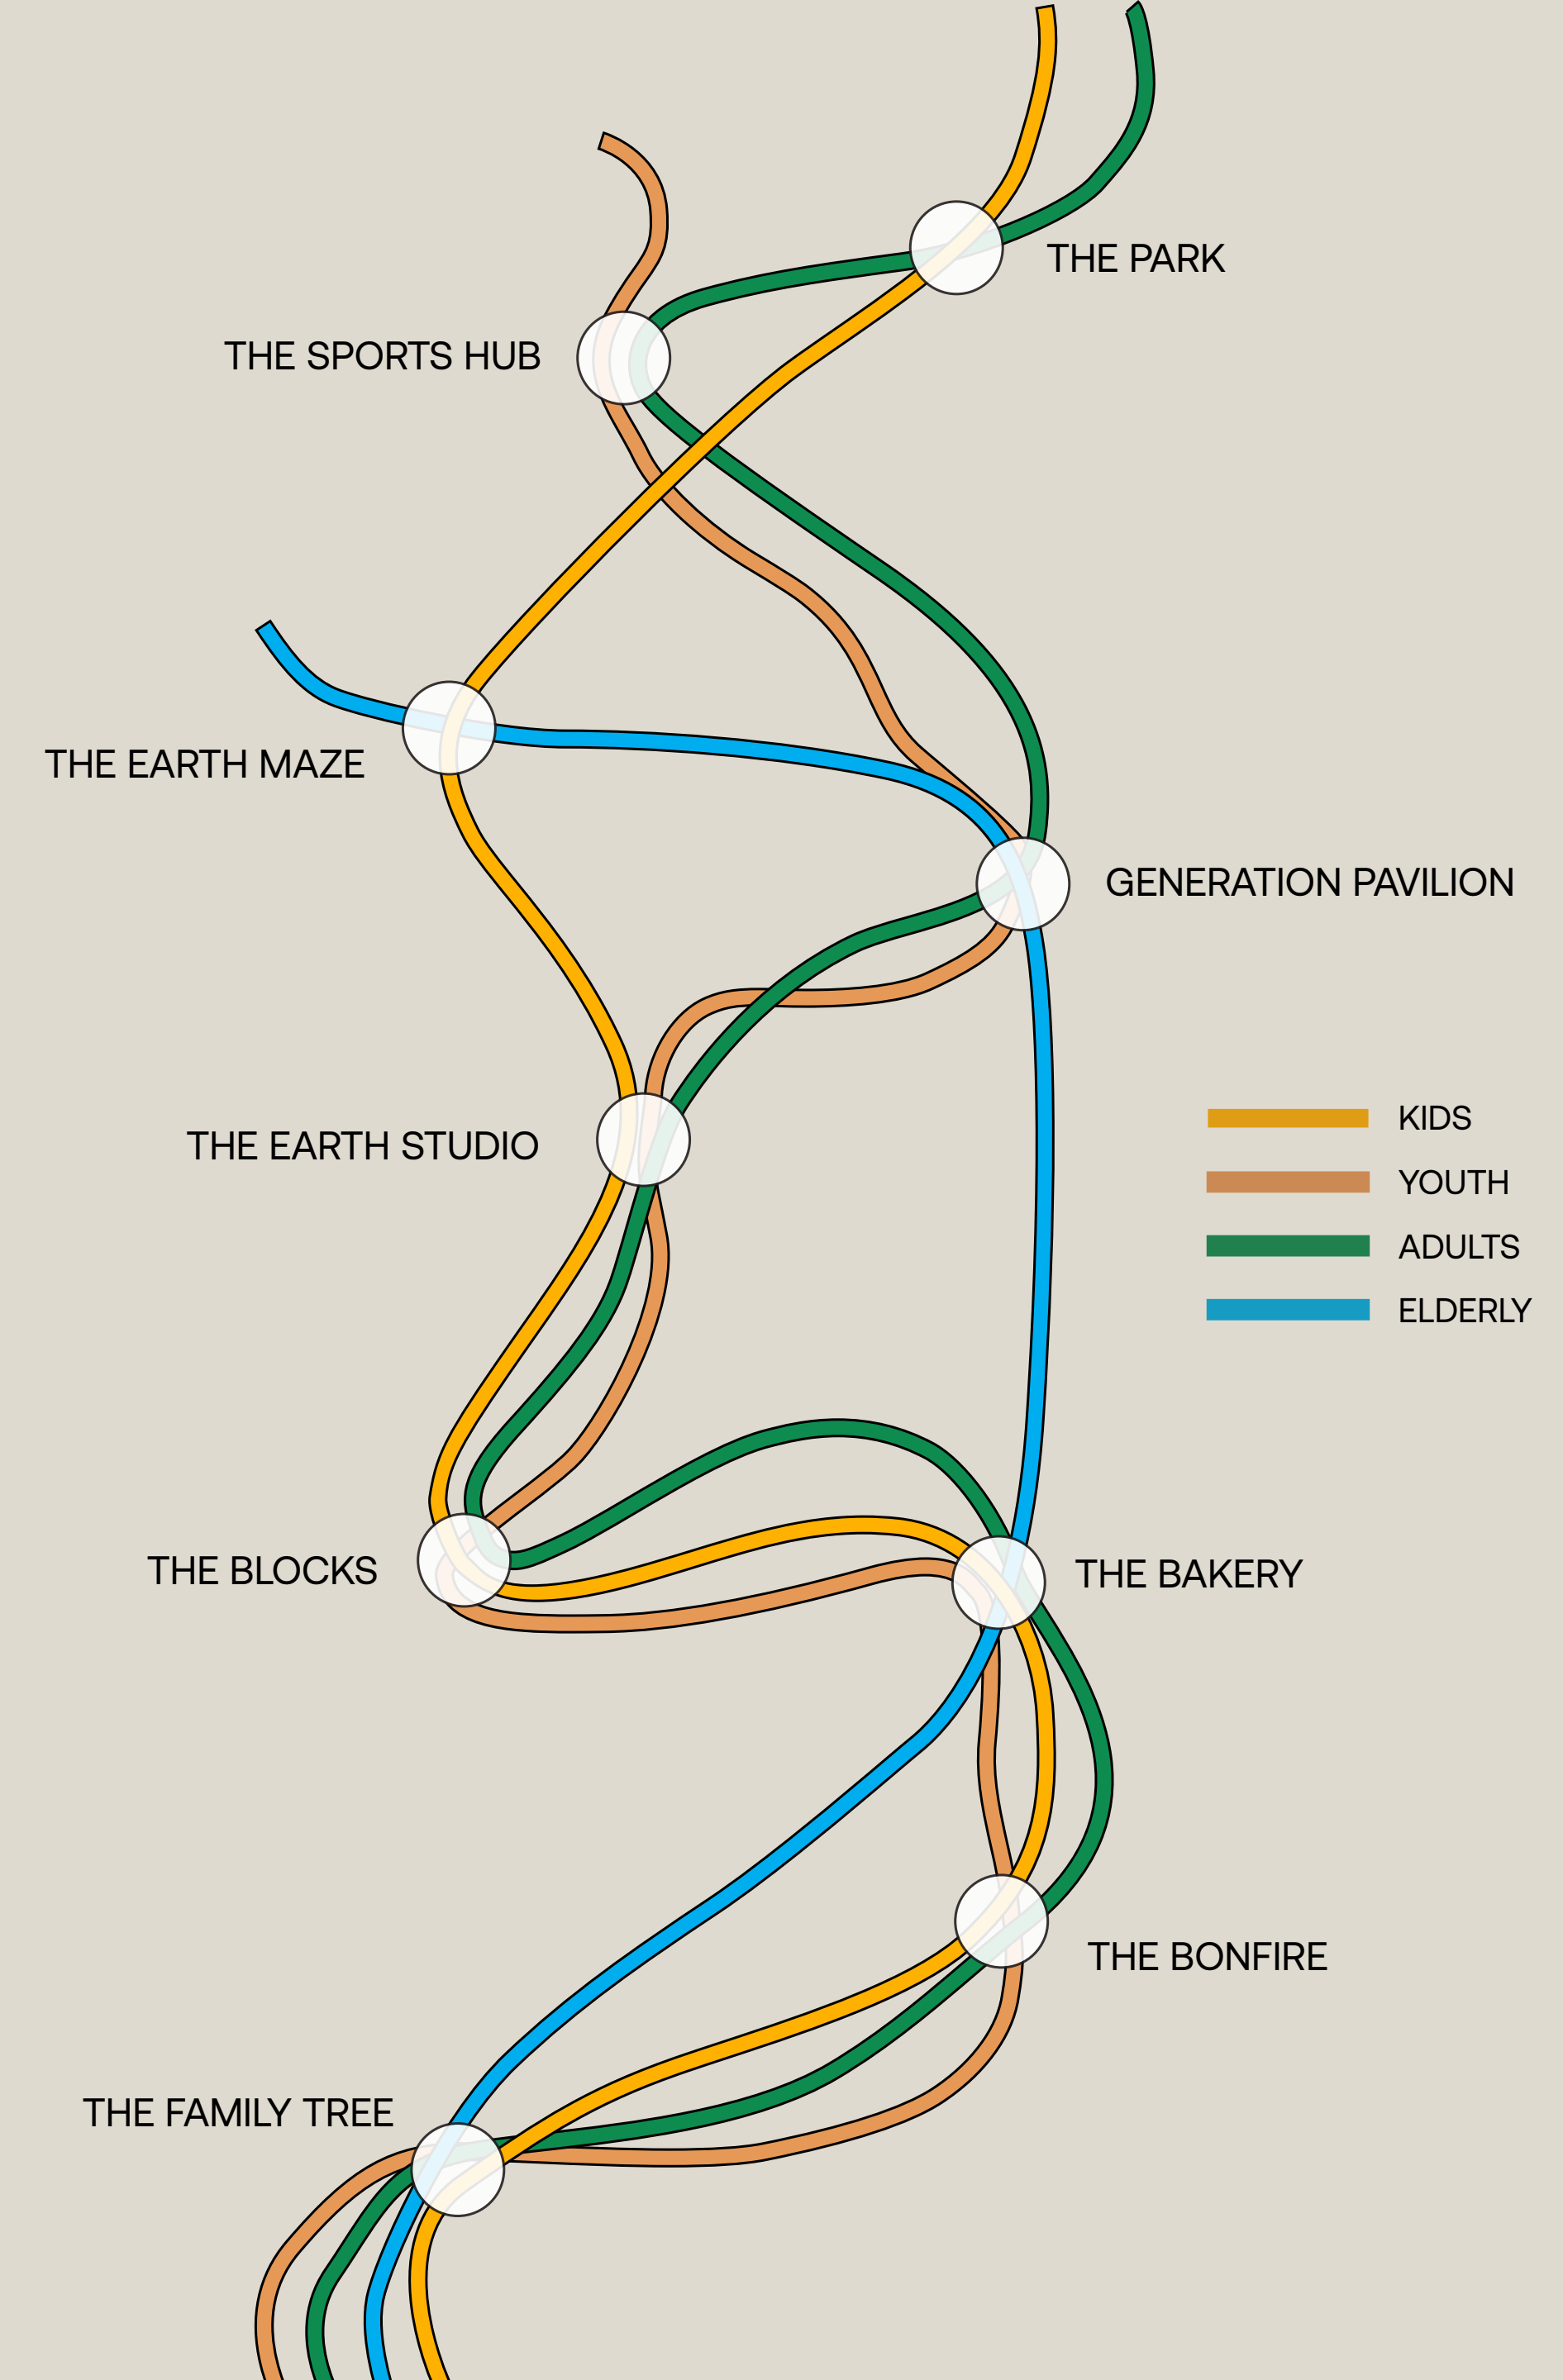 THE PARK
THE SPORTS HUB
THE EARTH MAZE
GENERATION PAVILION
THE EARTH STUDIO
KIDS
YOUTH
ADULTS
ELDERLY
THE BLOCKS
THE BAKERY
THE BONFIRE
THE FAMILY TREE